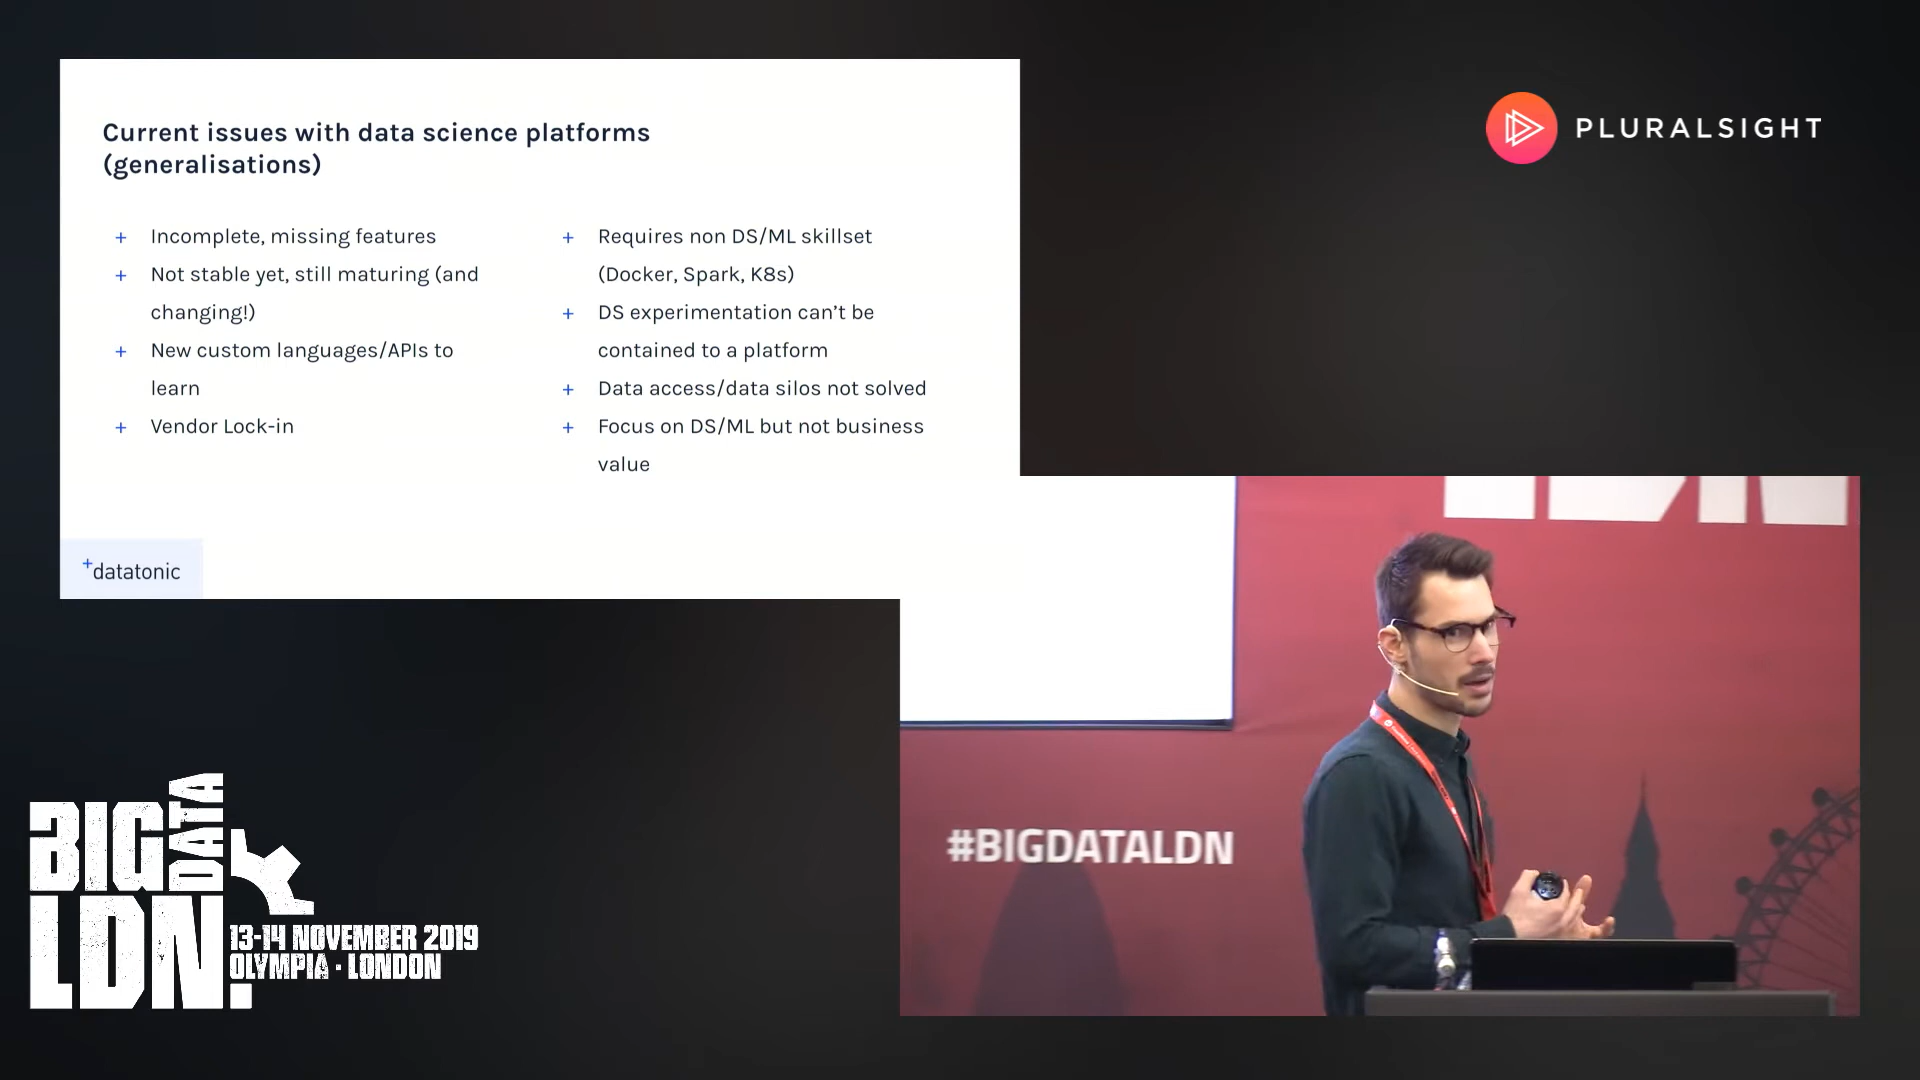 Current issues with data science platforms
(generalisations)
+ Incomplete, missing features
+ Not stable yet, still maturing (and
changing!)
+ New custom languages/APIs to
learn
+ Vendor Lock-in
+ Requires non DS/ML skillset
(Docker, Spark, K8s)
+ DS experimentation can’t be
contained to a platform
+ Data access/data silos not solved
+ Focus on DS/ML but not business
value
+datatonic
PLURALSIGHT
#BIGDATALDN
BIG DATA
LDN.
13-14 NOVEMBER 2019
OLYMPIA · LONDON